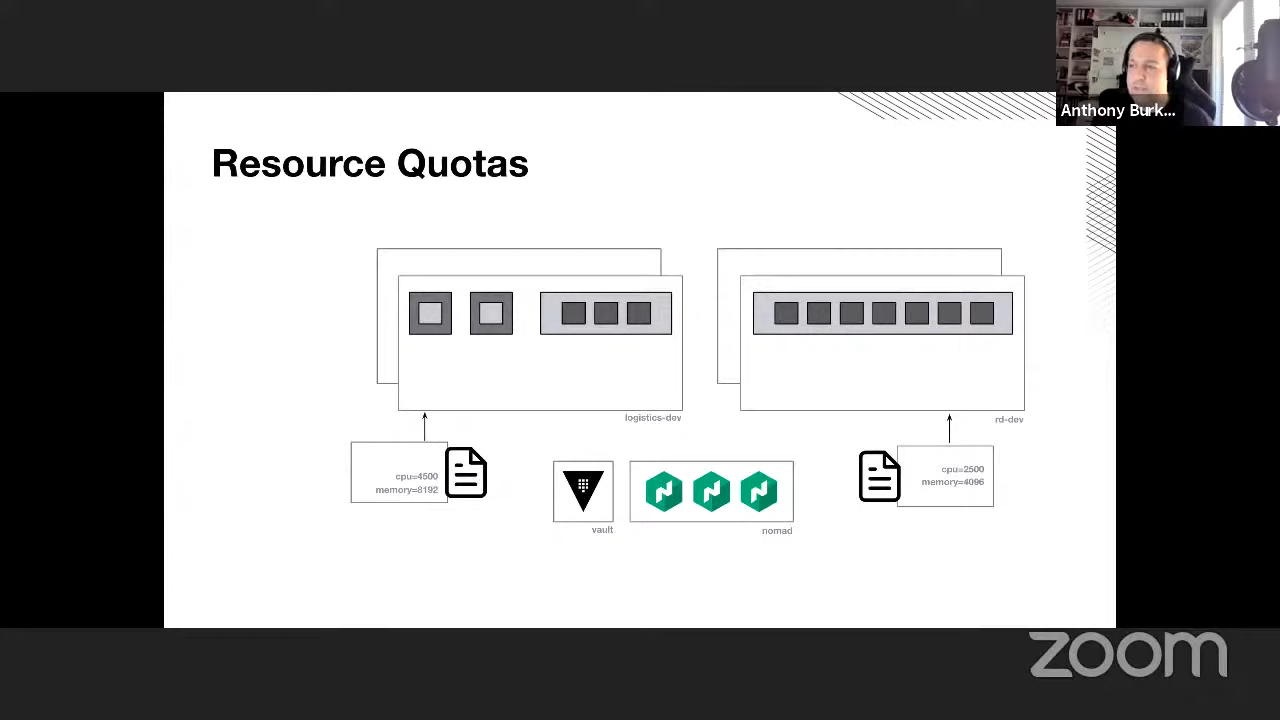 Anthony Burk...
Resource Quotas
logistics-dev
rd-dev
cpu=4500
memory=8192
cpu=2500
memory=4096
vault
nomad
zoom